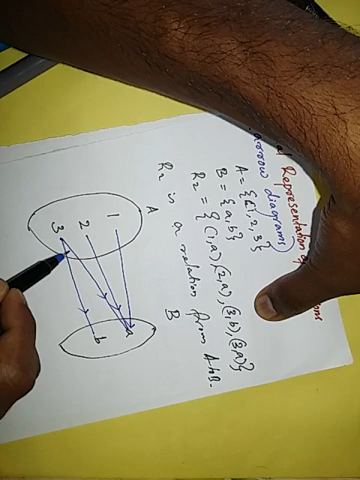 Representation of
arrow diagrams)
A = {1, 2, 3}
B = {a, b}
R2 = {(1, a), (2, a), (3, b), (3, a)}
R2 is a relation from A to B.
A B
1
2 a
3 b